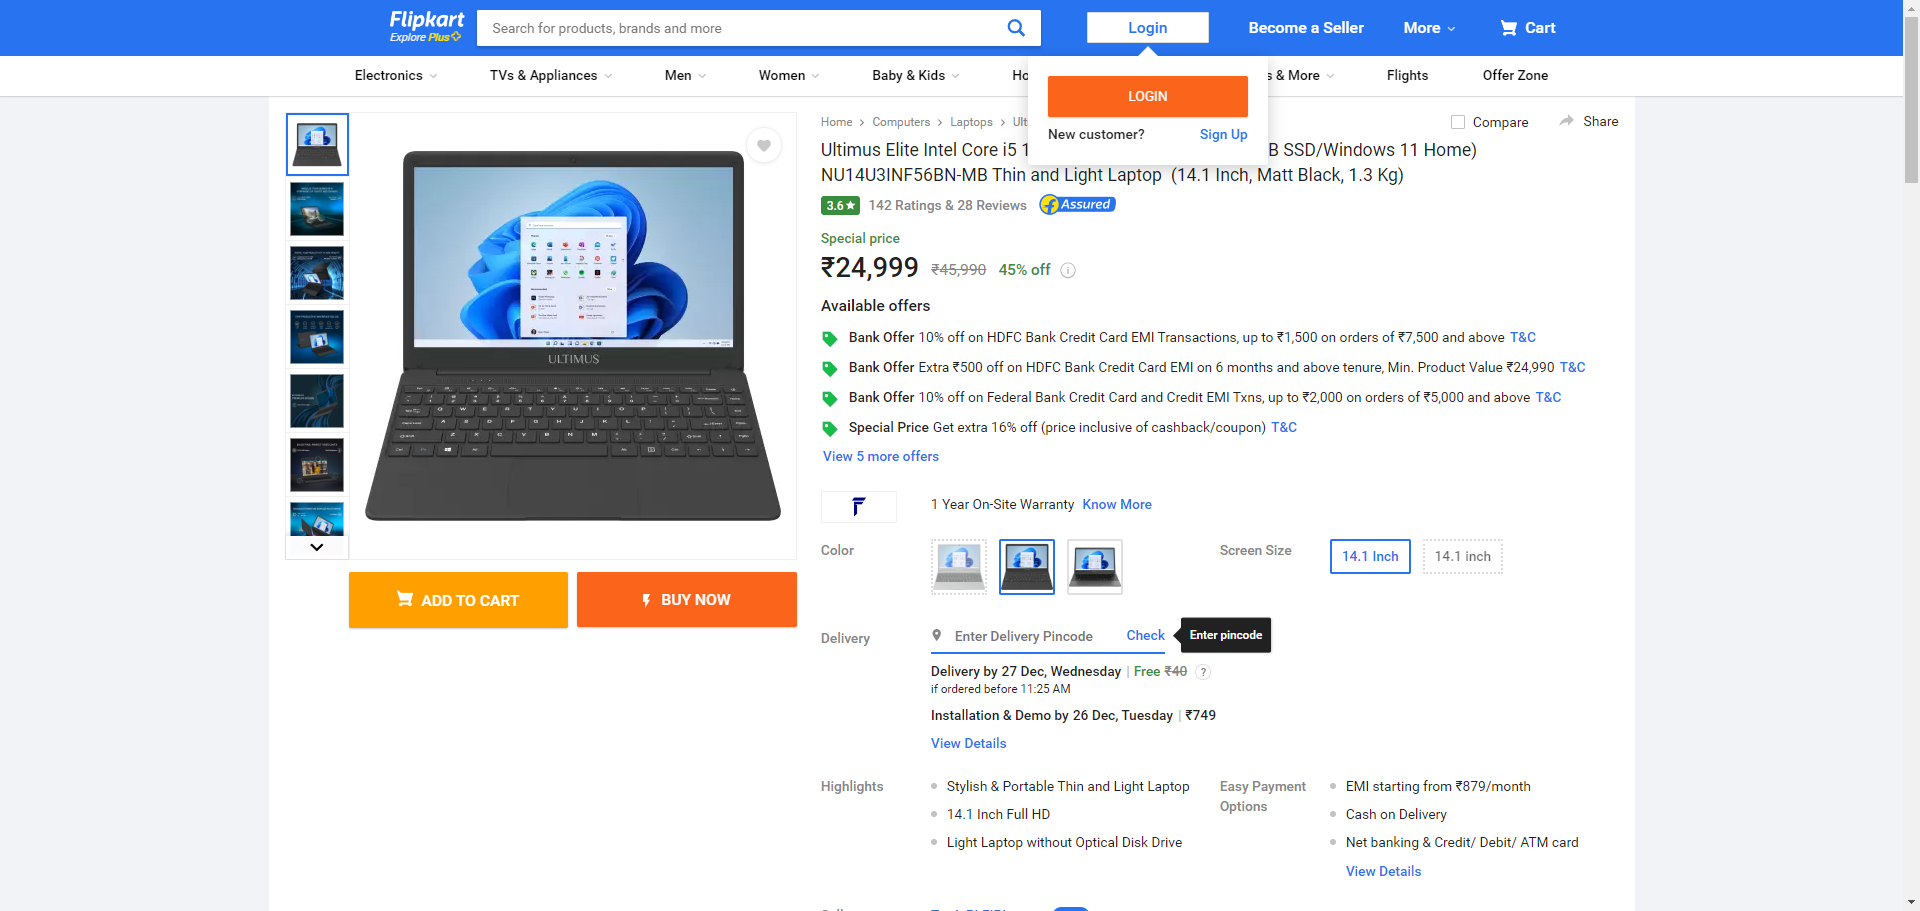 Flipkart
Explore Plus
Search for products, brands and more
Login
Become a Seller
More
Cart
Electronics
TVs & Appliances
Men
Women
Baby & Kids
Ho
s & More
Flights
Offer Zone
LOGIN
New customer? Sign Up
Home
Computers
Laptops
Ult
Compare
Share
Ultimus Elite Intel Core i5 1 B SSD/Windows 11 Home)
NU14U3INF56BN-MB Thin and Light Laptop (14.1 Inch, Matt Black, 1.3 Kg)
3.6 142 Ratings & 28 Reviews Assured
Special price
₹24,999 ₹45,990 45% off
Available offers
Bank Offer 10% off on HDFC Bank Credit Card EMI Transactions, up to ₹1,500 on orders of ₹7,500 and above T&C
Bank Offer Extra ₹500 off on HDFC Bank Credit Card EMI on 6 months and above tenure, Min. Product Value ₹24,990 T&C
Bank Offer 10% off on Federal Bank Credit Card and Credit EMI Txns, up to ₹2,000 on orders of ₹5,000 and above T&C
Special Price Get extra 16% off (price inclusive of cashback/coupon) T&C
View 5 more offers
ULTIMUS
ADD TO CART
BUY NOW
1 Year On-Site Warranty Know More
Color
Screen Size
14.1 Inch
14.1 inch
Delivery
Enter Delivery Pincode
Check
Enter pincode
Delivery by 27 Dec, Wednesday | Free ₹40 ?
if ordered before 11:25 AM
Installation & Demo by 26 Dec, Tuesday | ₹749
View Details
Highlights
Stylish & Portable Thin and Light Laptop
14.1 Inch Full HD
Light Laptop without Optical Disk Drive
Easy Payment
Options
EMI starting from ₹879/month
Cash on Delivery
Net banking & Credit/ Debit/ ATM card
View Details